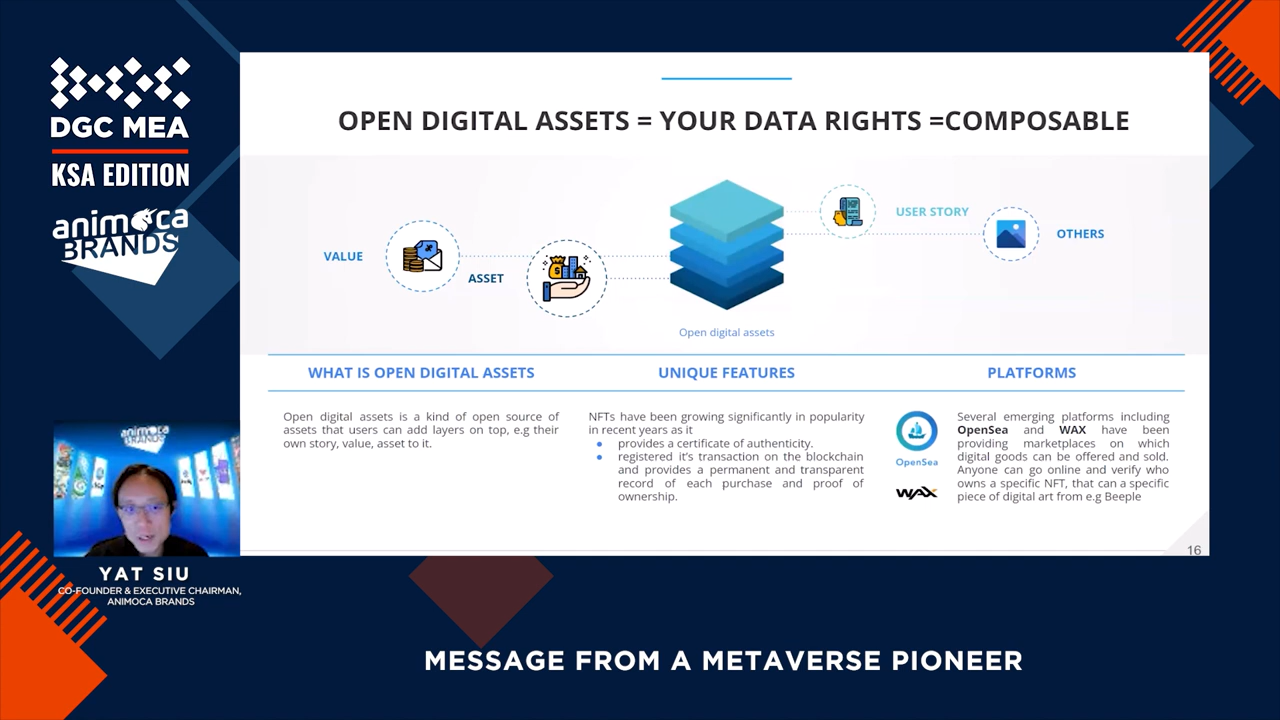 DGC MEA
KSA EDITION
animoca
BRANDS
OPEN DIGITAL ASSETS = YOUR DATA RIGHTS =COMPOSABLE
VALUE
ASSET
USER STORY
OTHERS
Open digital assets
WHAT IS OPEN DIGITAL ASSETS
Open digital assets is a kind of open source of
assets that users can add layers on top, e.g their
own story, value, asset to it.
UNIQUE FEATURES
NFTs have been growing significantly in popularity
in recent years as it
• provides a certificate of authenticity.
• registered it's transaction on the blockchain
and provides a permanent and transparent
record of each purchase and proof of
ownership.
PLATFORMS
OpenSea
WAX
Several emerging platforms including
OpenSea and WAX have been
providing marketplaces on which
digital goods can be offered and sold.
Anyone can go online and verify who
owns a specific NFT, that can a specific
piece of digital art from e.g Beeple
16
animoca
BRANDS
YAT SIU
CO-FOUNDER & EXECUTIVE CHAIRMAN,
ANIMOCA BRANDS
MESSAGE FROM A METAVERSE PIONEER